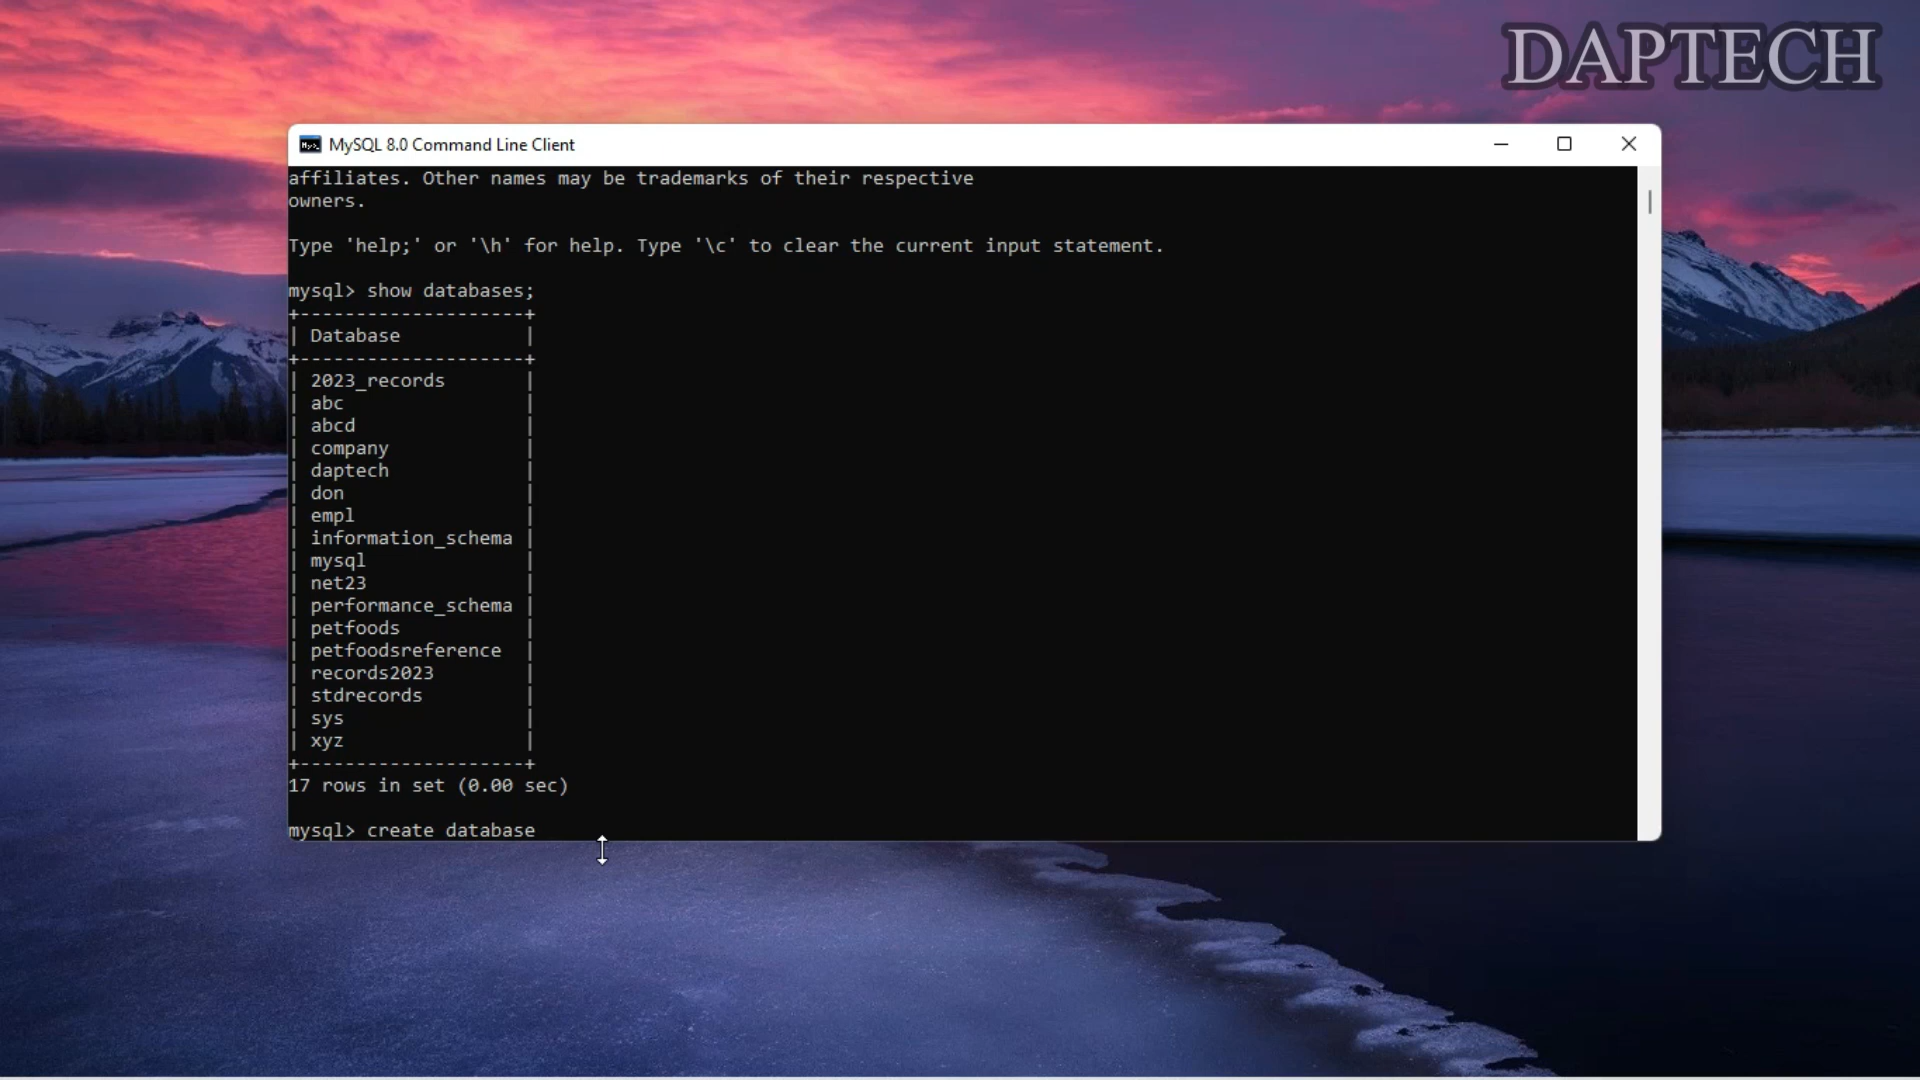 DAPTECH
MySQL 8.0 Command Line Client
affiliates. Other names may be trademarks of their respective
owners.
Type 'help;' or '\h' for help. Type '\c' to clear the current input statement.
mysql> show databases;
+--------------------+
| Database           |
+--------------------+
| 2023_records       |
| abc                |
| abcd               |
| company            |
| daptech            |
| don                |
| empl               |
| information_schema |
| mysql              |
| net23              |
| performance_schema |
| petfoods           |
| petfoodsreference  |
| records2023        |
| stdrecords         |
| sys                |
| xyz                |
+--------------------+
17 rows in set (0.00 sec)
mysql> create database